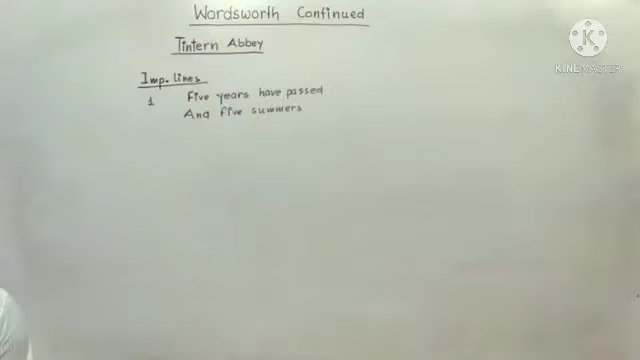 Wordsworth Continued
Tintern Abbey
Imp. lines
1 Five years have passed
And five summers
K
KINEMASTER